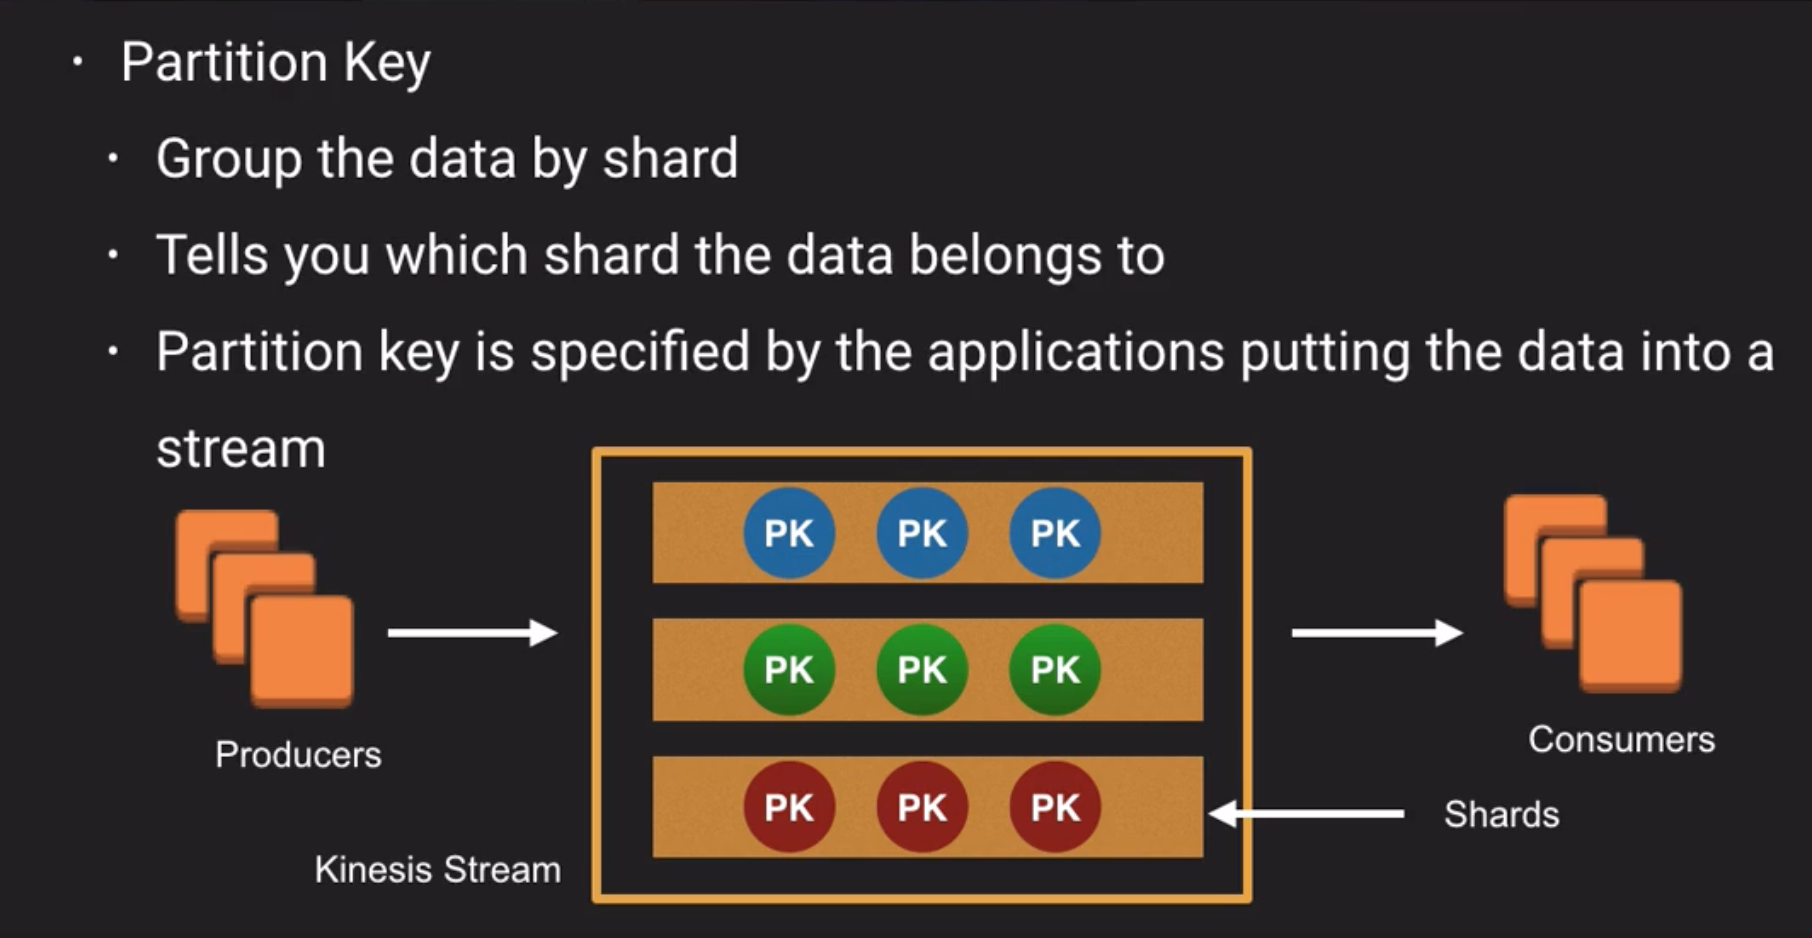 · Partition Key
· Group the data by shard
· Tells you which shard the data belongs to
· Partition key is specified by the applications putting the data into a
stream
PK PK PK
PK PK PK
Producers
Consumers
PK PK PK
Shards
Kinesis Stream